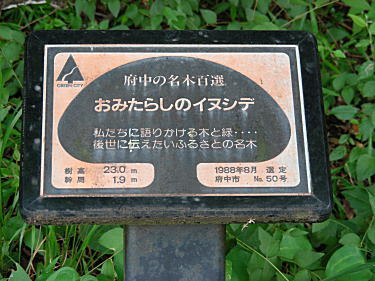 GREEN CITY
府中の名木百選
おみたらしのイヌシデ
私たちに語りかける木と緑・・・・
後世に伝えたいふるさとの名木
樹高 23.0 m
幹周 1.9 m
1988年8月 選定
府中市 No.50号